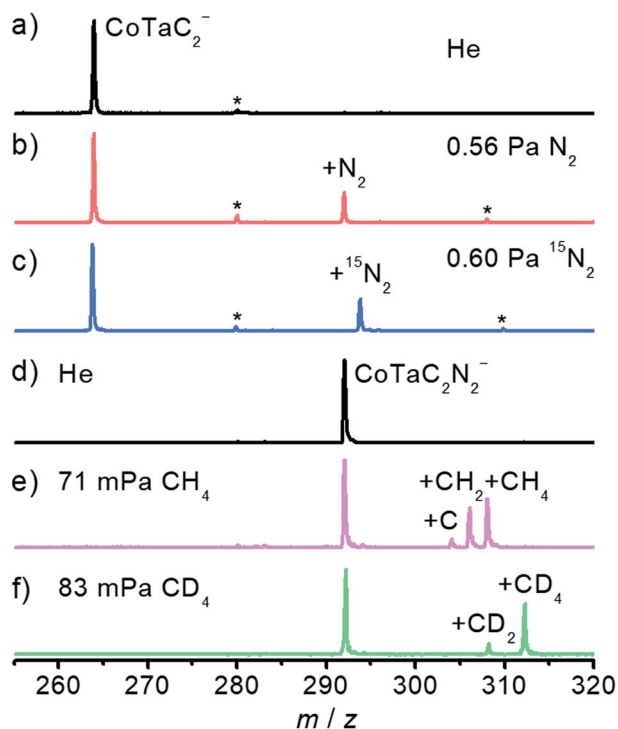 a) CoTaC₂⁻
He
*
b) 0.56 Pa N₂
+N₂
* *
c) 0.60 Pa ¹⁵N₂
+¹⁵N₂
* *
d) He CoTaC₂N₂⁻
e) 71 mPa CH₄ +CH₂ +CH₄
+C
f) 83 mPa CD₄ +CD₄
+CD₂
260 270 280 290 300 310 320
m / z